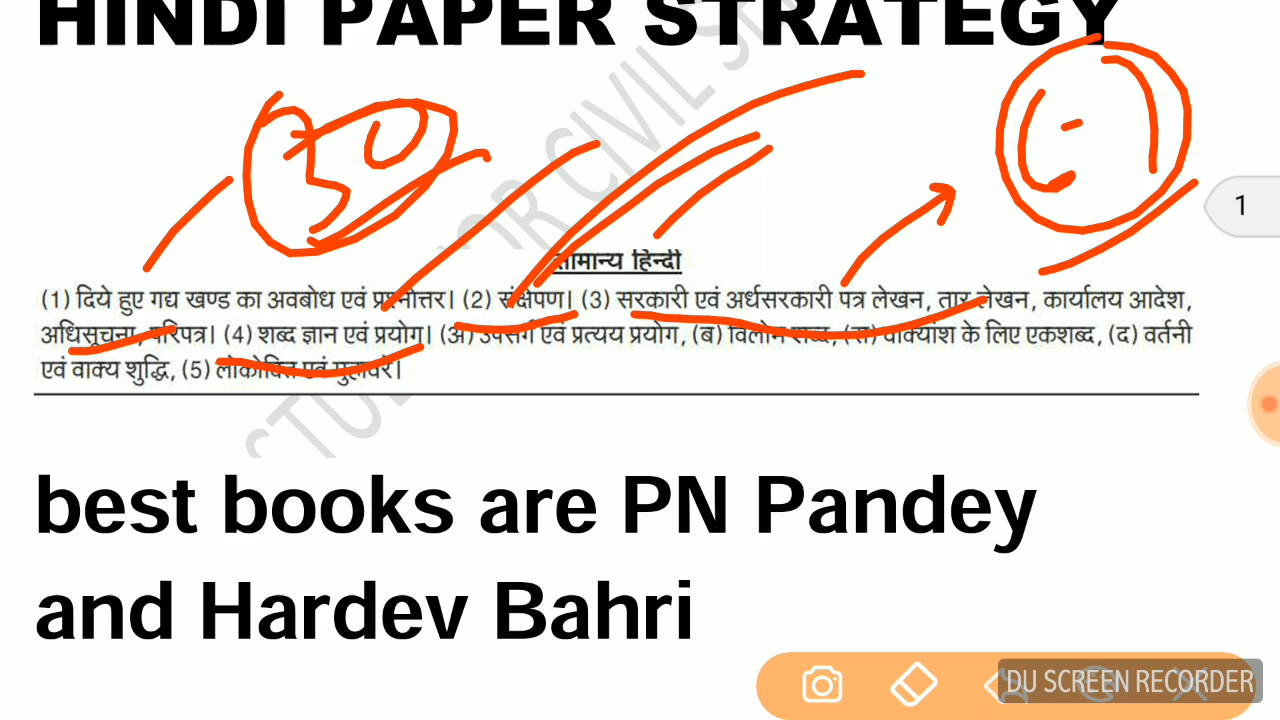 HINDI PAPER STRATEGY
30
1
सामान्य हिन्दी
(1) दिये हुए गद्य खण्ड का अवबोध एवं प्रश्नोत्तर। (2) संक्षेपण। (3) सरकारी एवं अर्धसरकारी पत्र लेखन, तार लेखन, कार्यालय आदेश,
अधिसूचना, परिपत्र। (4) शब्द ज्ञान एवं प्रयोग। (अ) उपसर्ग एवं प्रत्यय प्रयोग, (ब) विलोम शब्द, (स) वाक्यांश के लिए एकशब्द, (द) वर्तनी
एवं वाक्य शुद्धि, (5) लोकोक्ति एवं मुहावरे।
best books are PN Pandey
and Hardev Bahri
DU SCREEN RECORDER